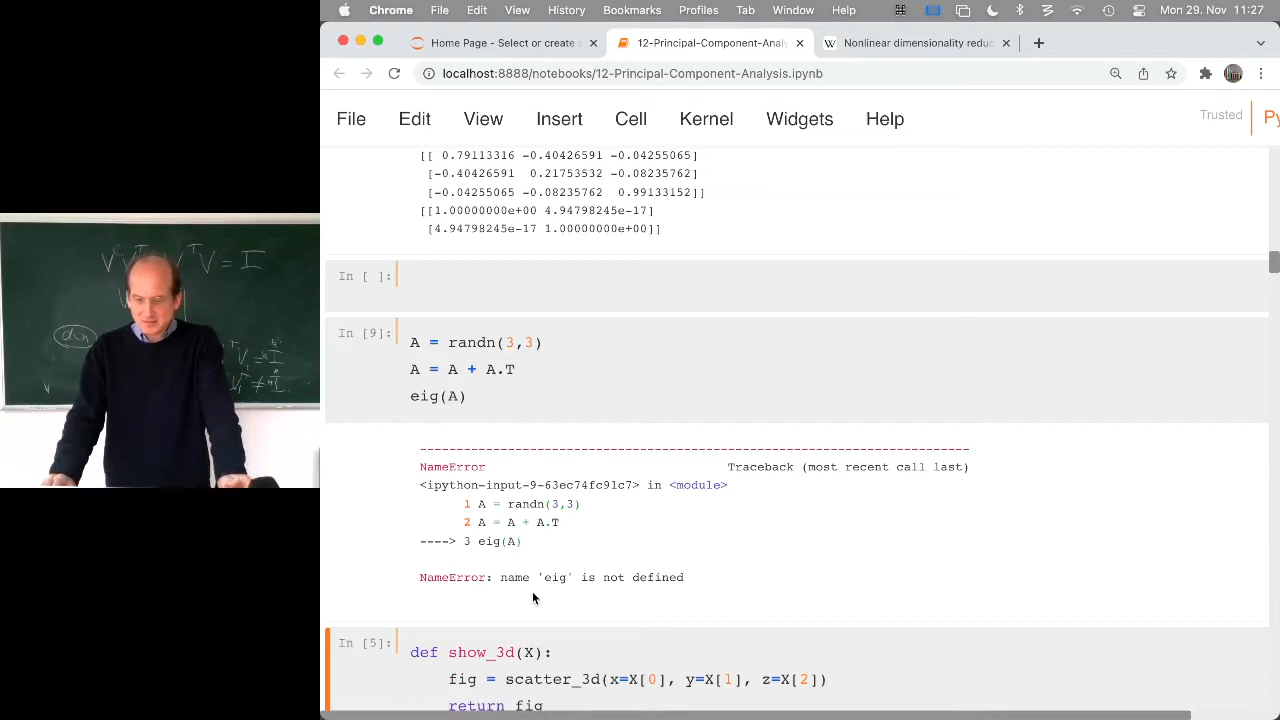 Chrome File Edit View History Bookmarks Profiles Tab Window Help Mon 29. Nov 11:27
Home Page - Select or create a 12-Principal-Component-Analy Nonlinear dimensionality reduc
localhost:8888/notebooks/12-Principal-Component-Analysis.ipynb
File Edit View Insert Cell Kernel Widgets Help Trusted Py
[[ 0.79113316 -0.40426591 -0.04255065]
[-0.40426591 0.21753532 -0.08235762]
[-0.04255065 -0.08235762 0.99133152]]
[[1.00000000e+00 4.94798245e-17]
[4.94798245e-17 1.00000000e+00]]
In [ ]:
In [9]: A = randn(3,3)
A = A + A.T
eig(A)
---------------------------------------------------------------------------
NameError Traceback (most recent call last)
<ipython-input-9-63ec74fc91c7> in <module>
1 A = randn(3,3)
2 A = A + A.T
----> 3 eig(A)
NameError: name 'eig' is not defined
In [5]: def show_3d(X):
fig = scatter_3d(x=X[0], y=X[1], z=X[2])
return fig
V = I